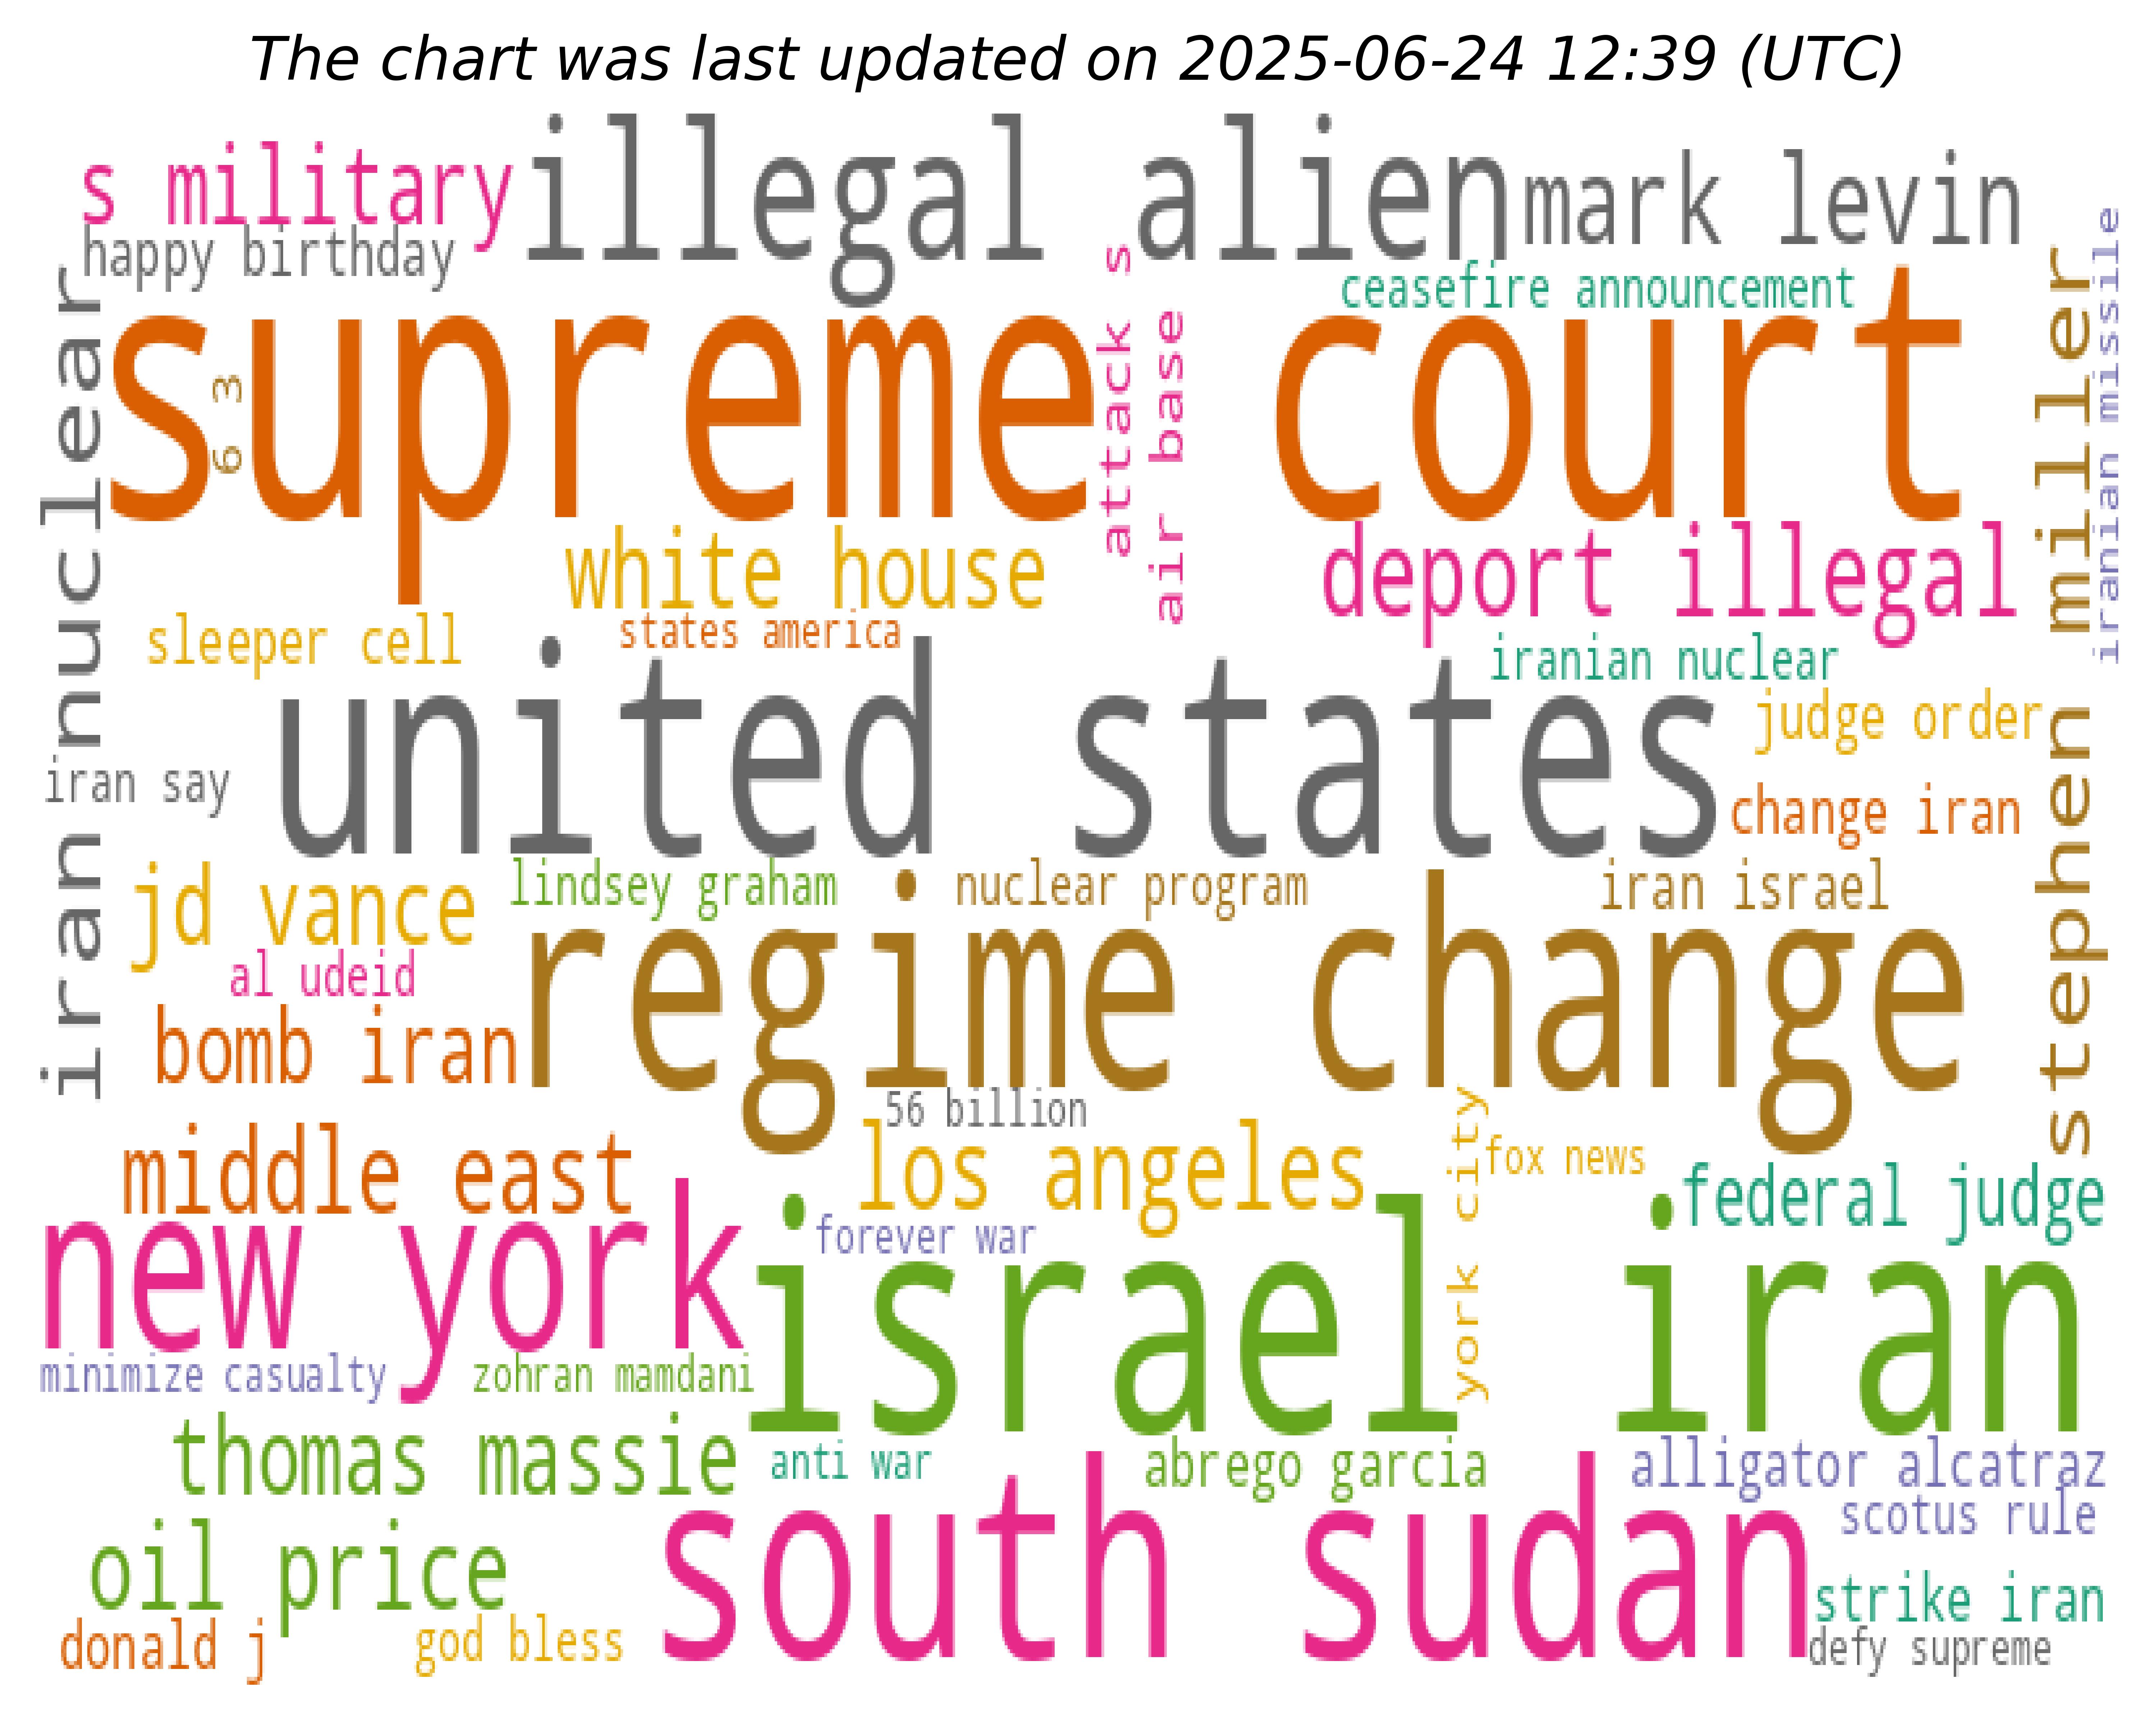 The chart was last updated on 2025-06-24 12:39 (UTC)
s military
illegal alien
mark levin
happy birthday
ceasefire announcement
supreme court
6 3
attack s
air base
iran nuclear
stephen miller
iranian missile
white house
deport illegal
sleeper cell
states america
iranian nuclear
united states
judge order
iran say
change iran
jd vance
lindsey graham
nuclear program
iran israel
al udeid
regime change
bomb iran
56 billion
middle east
los angeles
york city
fox news
federal judge
new york
forever war
israel iran
minimize casualty
zohran mamdani
thomas massie
anti war
abrego garcia
alligator alcatraz
scotus rule
oil price
south sudan
strike iran
donald j
god bless
defy supreme